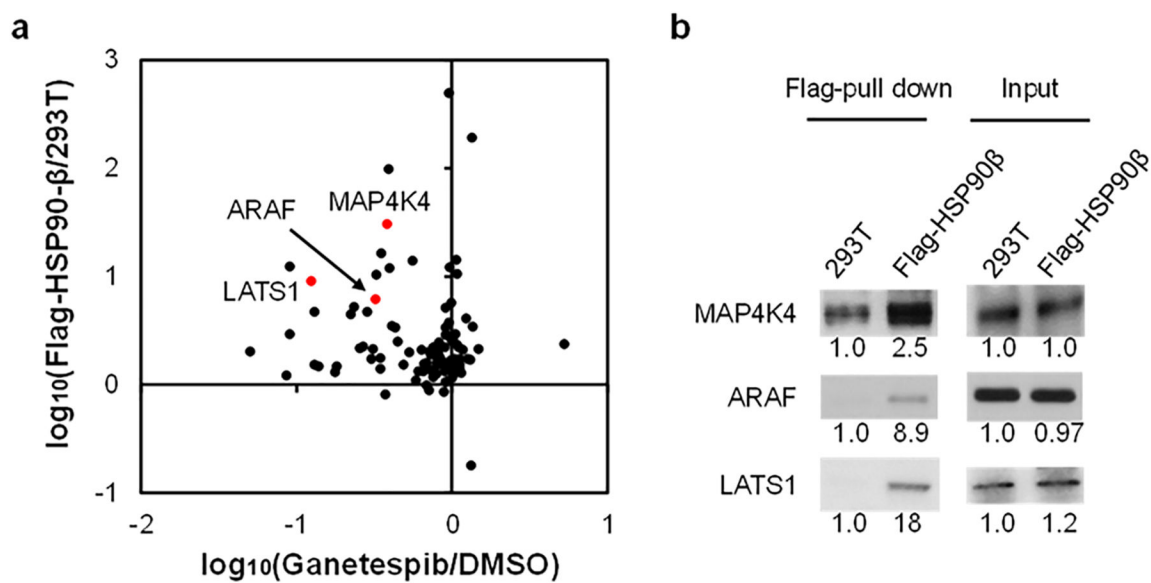 a
log10(Flag-HSP90-β/293T)
3
2
1
0
-1
-2
-1
0
1
log10(Ganetespib/DMSO)
MAP4K4
ARAF
LATS1
b
Flag-pull down Input
293T Flag-HSP90β 293T Flag-HSP90β
MAP4K4
1.0 2.5 1.0 1.0
ARAF
1.0 8.9 1.0 0.97
LATS1
1.0 18 1.0 1.2